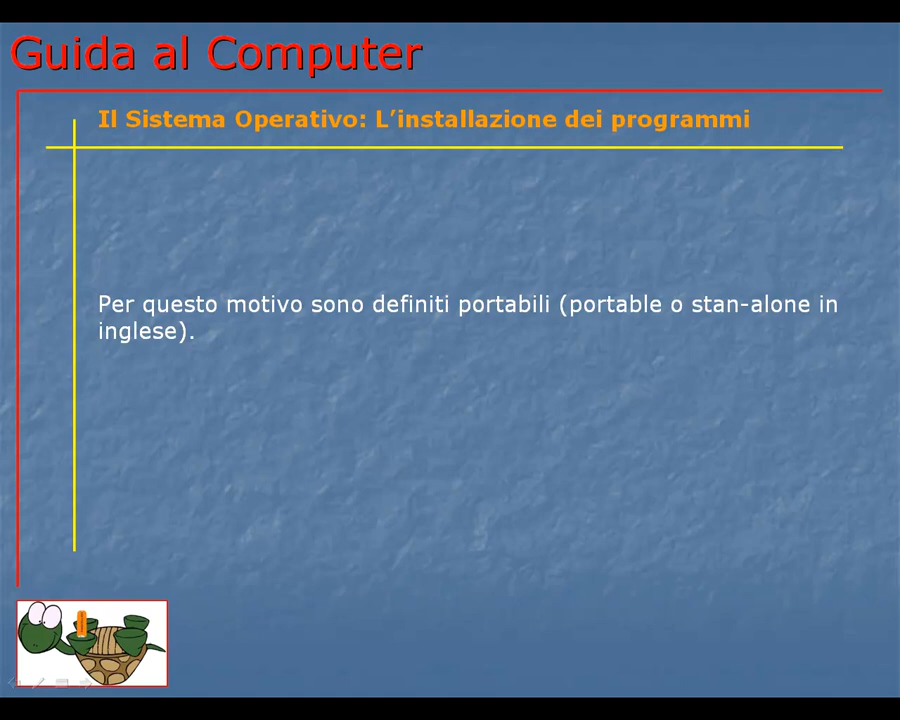 Guida al Computer
Il Sistema Operativo: L’installazione dei programmi
Per questo motivo sono definiti portabili (portable o stan-alone in
inglese).